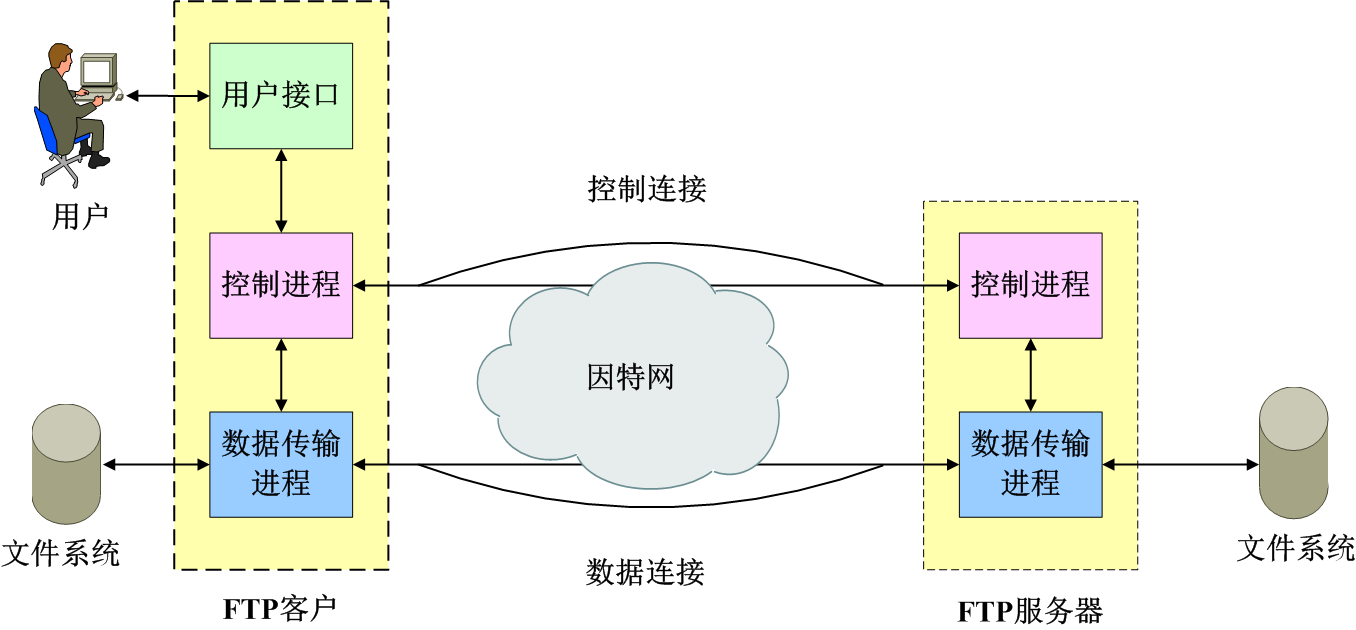 用户接口
用户
控制连接
控制进程
控制进程
因特网
数据传输
进程
数据传输
进程
文件系统
文件系统
数据连接
FTP客户
FTP服务器